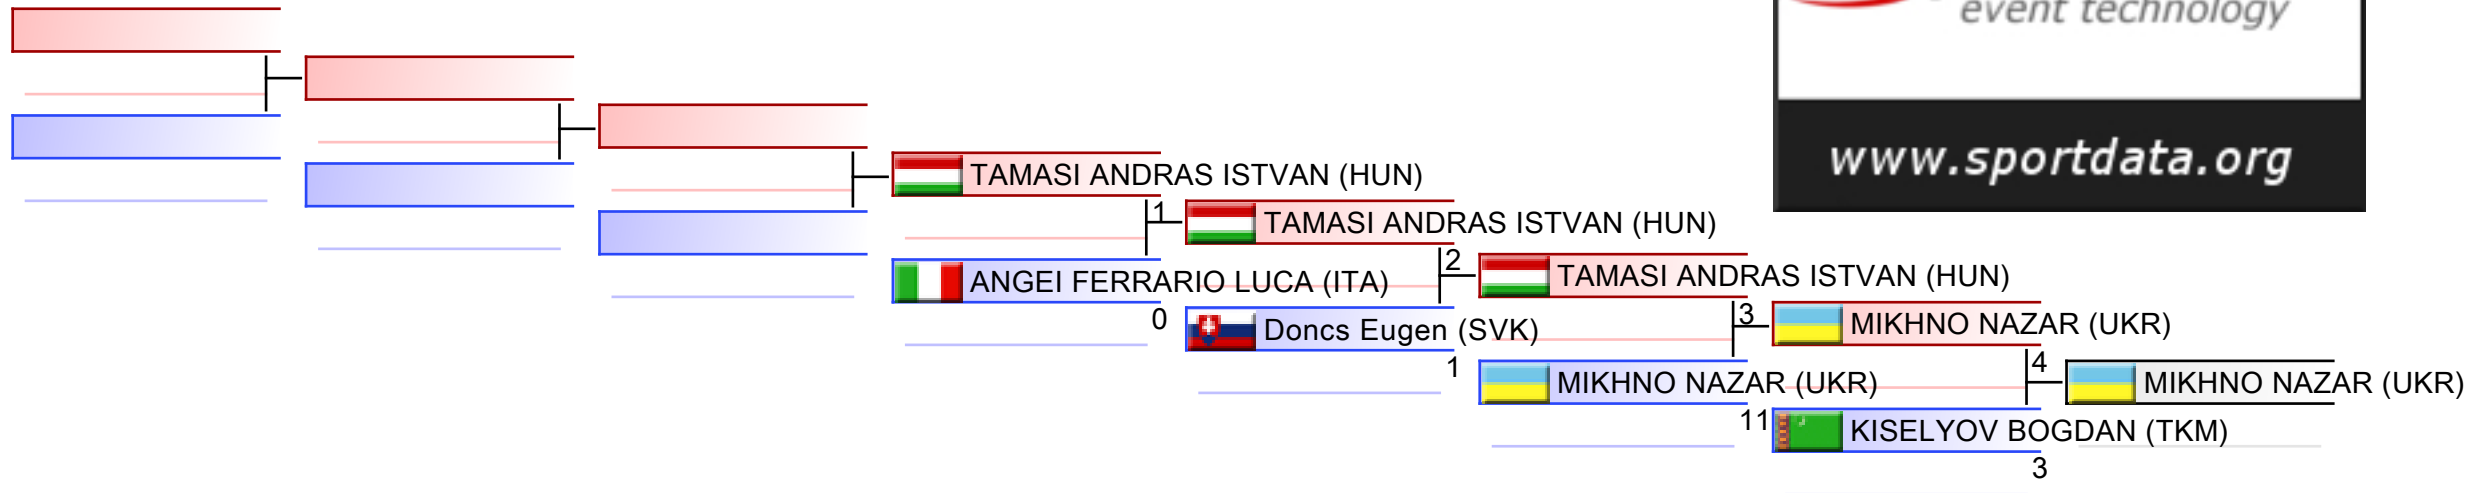 event technology
www.sportdata.org
TAMASI ANDRAS ISTVAN (HUN)
1
TAMASI ANDRAS ISTVAN (HUN)
ANGEI FERRARIO LUCA (ITA)
0
2
TAMASI ANDRAS ISTVAN (HUN)
Doncs Eugen (SVK)
1
3
MIKHNO NAZAR (UKR)
MIKHNO NAZAR (UKR)
11
4
MIKHNO NAZAR (UKR)
KISELYOV BOGDAN (TKM)
3